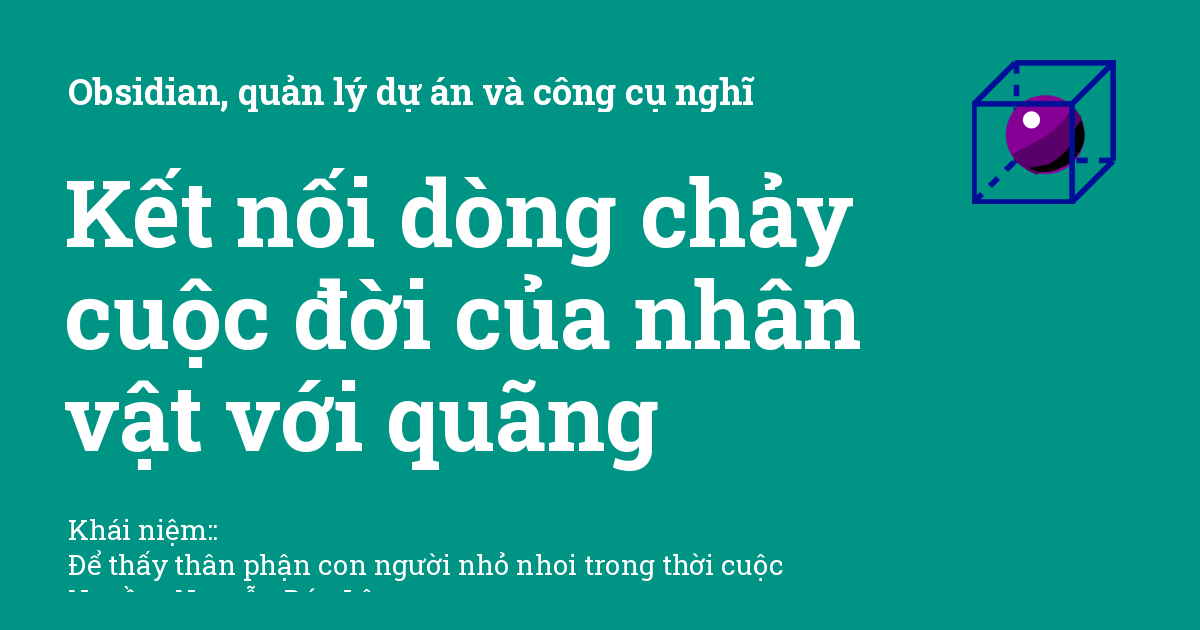 Obsidian, quản lý dự án và công cụ nghĩ
Kết nối dòng chảy
cuộc đời của nhân
vật với quãng
Khái niệm::
Để thấy thân phận con người nhỏ nhoi trong thời cuộc